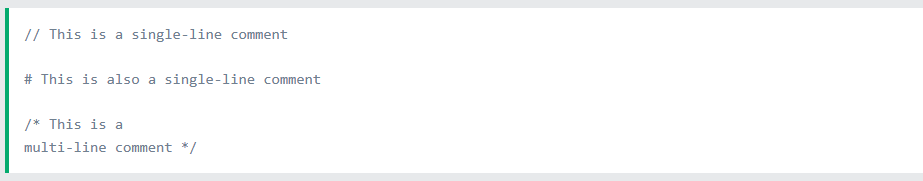 // This is a single-line comment
# This is also a single-line comment
/* This is a
multi-line comment */